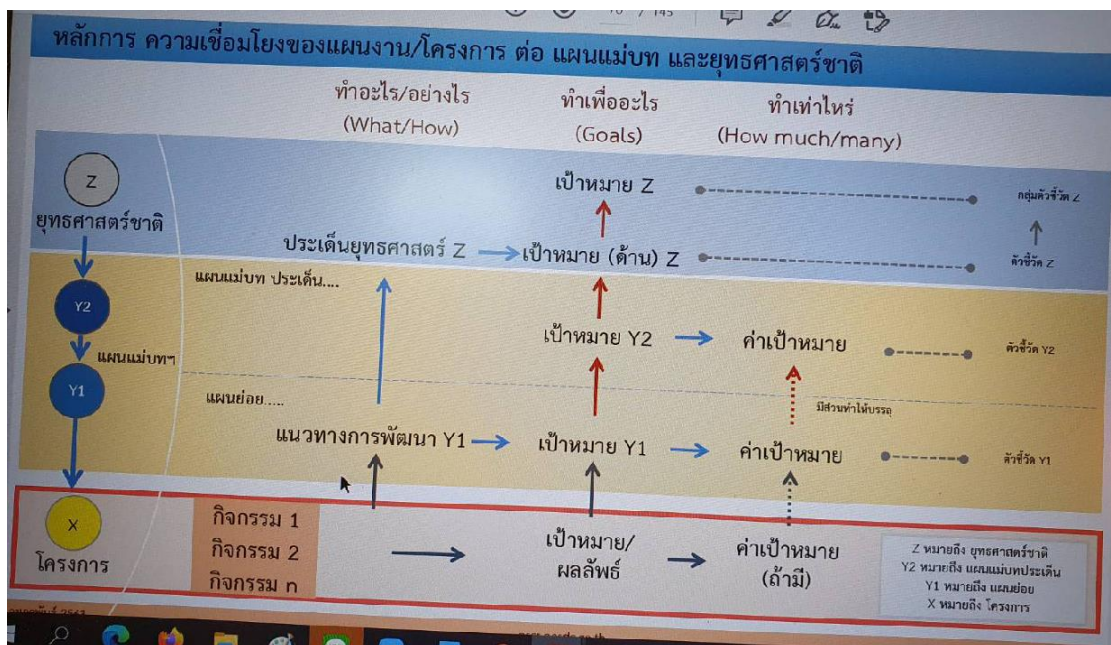 / 143
หลักการ ความเชื่อมโยงของแผนงาน/โครงการ ต่อ แผนแม่บท และยุทธศาสตร์ชาติ
ทำอะไร/อย่างไร
(What/How)
ทำเพื่ออะไร
(Goals)
ทำเท่าไหร่
(How much/many)
Z
ยุทธศาสตร์ชาติ
เป้าหมาย Z
กลุ่มตัวชี้วัด Z
ประเด็นยุทธศาสตร์ Z
เป้าหมาย (ด้าน) Z
ตัวชี้วัด Z
แผนแม่บท ประเด็น....
Y2
เป้าหมาย Y2
ค่าเป้าหมาย
ตัวชี้วัด Y2
แผนแม่บทฯ
Y1
แผนย่อย.....
มีส่วนทำให้บรรลุ
แนวทางการพัฒนา Y1
เป้าหมาย Y1
ค่าเป้าหมาย
ตัวชี้วัด Y1
X
โครงการ
กิจกรรม 1
กิจกรรม 2
กิจกรรม n
เป้าหมาย/
ผลลัพธ์
ค่าเป้าหมาย
(ถ้ามี)
Z หมายถึง ยุทธศาสตร์ชาติ
Y2 หมายถึง แผนแม่บทประเด็น
Y1 หมายถึง แผนย่อย
X หมายถึง โครงการ